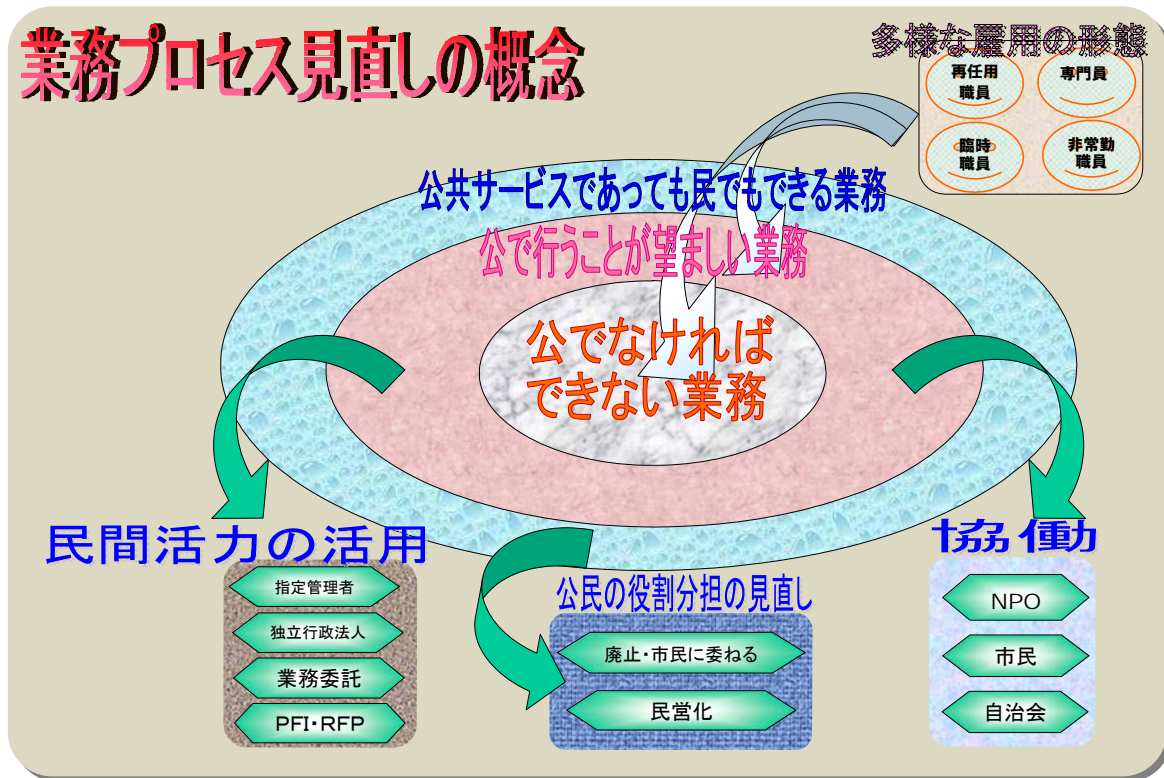 業務プロセス見直しの概念
多様な雇用の形態
再任用
職員
専門員
臨時
職員
非常勤
職員
公共サービスであっても民でもできる業務
公で行うことが望ましい業務
公でなければ
できない業務
民間活力の活用
指定管理者
独立行政法人
業務委託
PFI・RFP
公民の役割分担の見直し
廃止・市民に委ねる
民営化
協働
NPO
市民
自治会